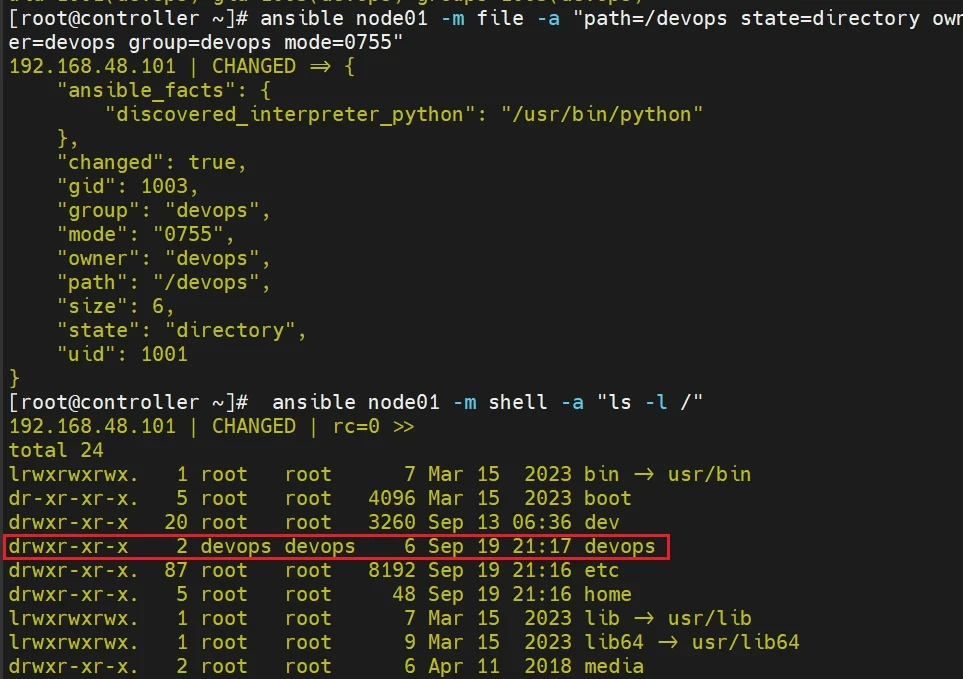 [root@controller ~]# ansible node01 -m file -a "path=/devops state=directory own
er=devops group=devops mode=0755"
192.168.48.101 | CHANGED => {
    "ansible_facts": {
        "discovered_interpreter_python": "/usr/bin/python"
    },
    "changed": true,
    "gid": 1003,
    "group": "devops",
    "mode": "0755",
    "owner": "devops",
    "path": "/devops",
    "size": 6,
    "state": "directory",
    "uid": 1001
}
[root@controller ~]#  ansible node01 -m shell -a "ls -l /"
192.168.48.101 | CHANGED | rc=0 >>
total 24
lrwxrwxrwx.   1 root   root      7 Mar 15  2023 bin -> usr/bin
dr-xr-xr-x.   5 root   root   4096 Mar 15  2023 boot
drwxr-xr-x   20 root   root   3260 Sep 13 06:36 dev
drwxr-xr-x    2 devops devops    6 Sep 19 21:17 devops
drwxr-xr-x.  87 root   root   8192 Sep 19 21:16 etc
drwxr-xr-x.   5 root   root     48 Sep 19 21:16 home
lrwxrwxrwx.   1 root   root      7 Mar 15  2023 lib -> usr/lib
lrwxrwxrwx.   1 root   root      9 Mar 15  2023 lib64 -> usr/lib64
drwxr-xr-x.   2 root   root      6 Apr 11  2018 media